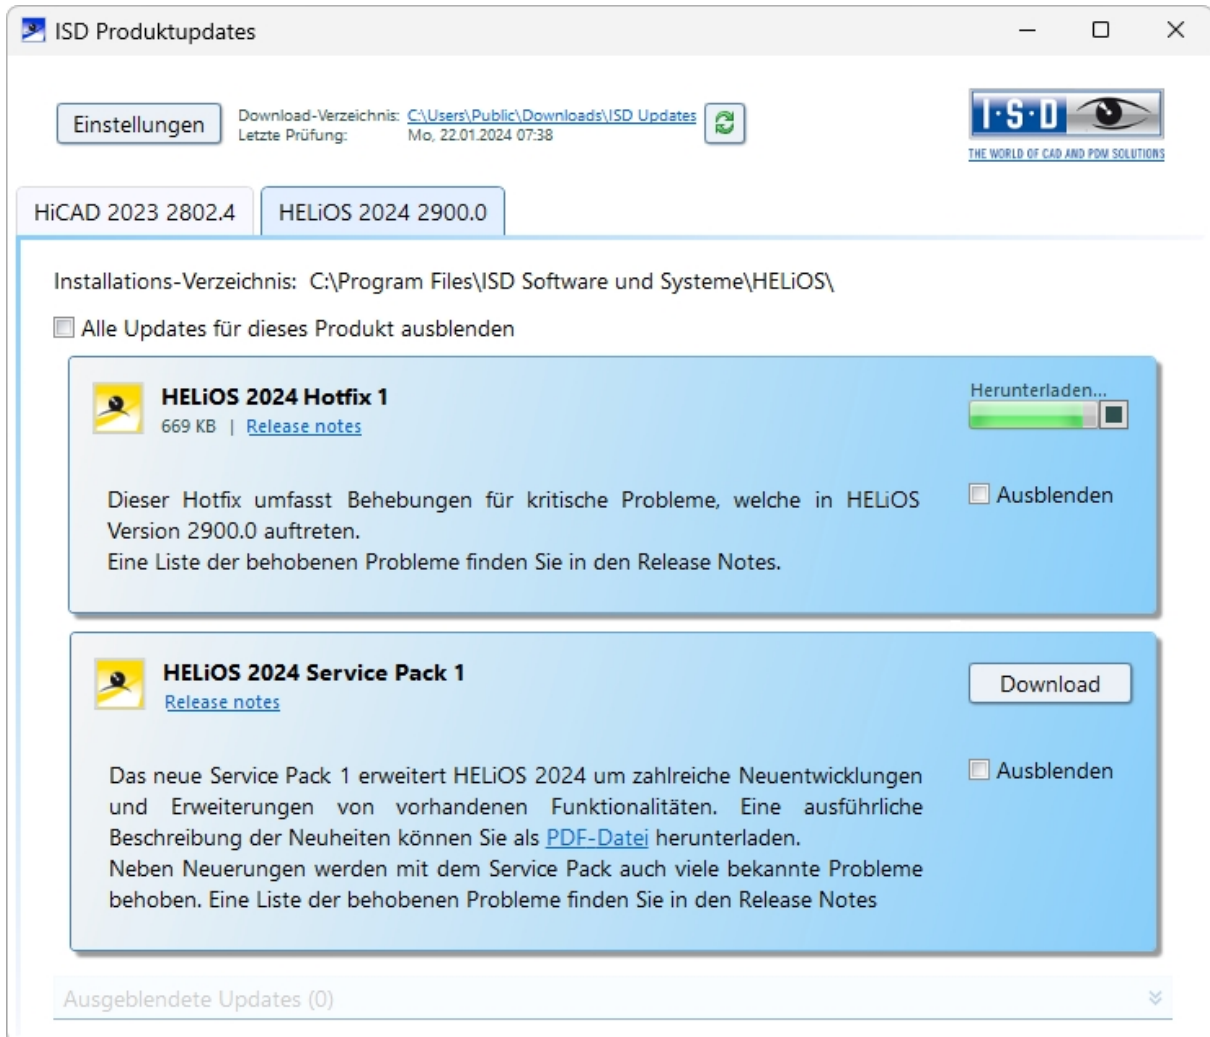 ISD Produktupdates
Einstellungen
Download-Verzeichnis: C:\Users\Public\Downloads\ISD Updates
Letzte Prüfung: Mo, 22.01.2024 07:38
I·S·D
THE WORLD OF CAD AND PDM SOLUTIONS
HiCAD 2023 2802.4
HELiOS 2024 2900.0
Installations-Verzeichnis: C:\Program Files\ISD Software und Systeme\HELiOS\
Alle Updates für dieses Produkt ausblenden
HELiOS 2024 Hotfix 1
669 KB | Release notes
Herunterladen...
Dieser Hotfix umfasst Behebungen für kritische Probleme, welche in HELiOS
Version 2900.0 auftreten.
Eine Liste der behobenen Probleme finden Sie in den Release Notes.
Ausblenden
HELiOS 2024 Service Pack 1
Release notes
Download
Das neue Service Pack 1 erweitert HELiOS 2024 um zahlreiche Neuentwicklungen
und Erweiterungen von vorhandenen Funktionalitäten. Eine ausführliche
Beschreibung der Neuheiten können Sie als PDF-Datei herunterladen.
Neben Neuerungen werden mit dem Service Pack auch viele bekannte Probleme
behoben. Eine Liste der behobenen Probleme finden Sie in den Release Notes
Ausblenden
Ausgeblendete Updates (0)